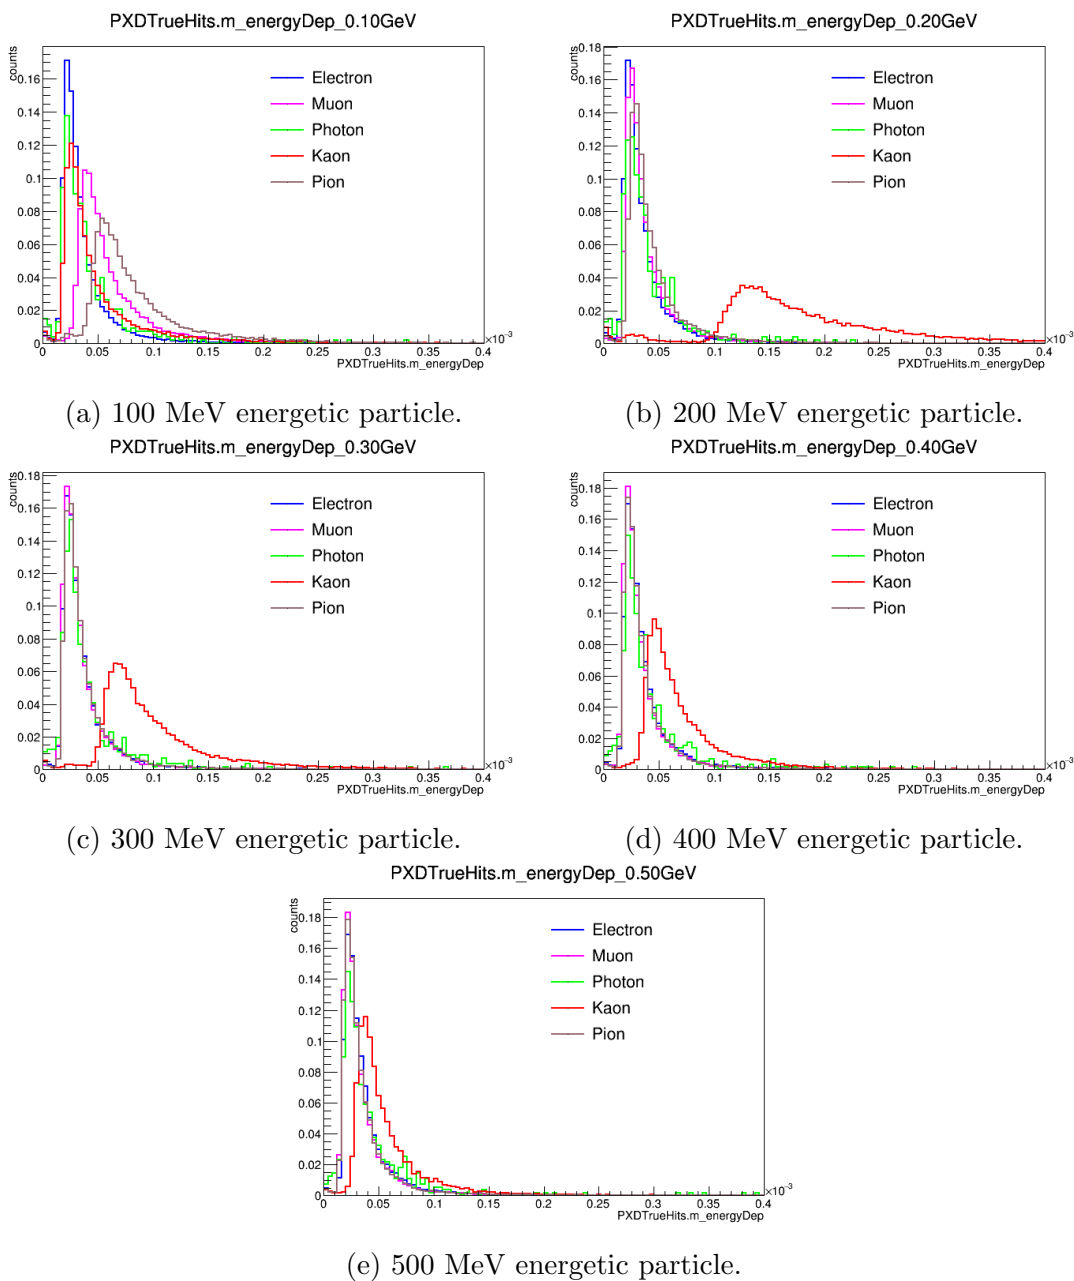 PXDTrueHits.m_energyDep_0.10GeV
counts
0.16
0.14
0.12
0.1
0.08
0.06
0.04
0.02
0
Electron
Muon
Photon
Kaon
Pion
0 0.05 0.1 0.15 0.2 0.25 0.3 0.35 0.4
×10⁻³
PXDTrueHits.m_energyDep
(a) 100 MeV energetic particle.
PXDTrueHits.m_energyDep_0.20GeV
counts
0.18
0.16
0.14
0.12
0.1
0.08
0.06
0.04
0.02
0
Electron
Muon
Photon
Kaon
Pion
0 0.05 0.1 0.15 0.2 0.25 0.3 0.35 0.4
×10⁻³
PXDTrueHits.m_energyDep
(b) 200 MeV energetic particle.
PXDTrueHits.m_energyDep_0.30GeV
counts
0.18
0.16
0.14
0.12
0.1
0.08
0.06
0.04
0.02
0
Electron
Muon
Photon
Kaon
Pion
0 0.05 0.1 0.15 0.2 0.25 0.3 0.35 0.4
×10⁻³
PXDTrueHits.m_energyDep
(c) 300 MeV energetic particle.
PXDTrueHits.m_energyDep_0.40GeV
counts
0.18
0.16
0.14
0.12
0.1
0.08
0.06
0.04
0.02
0
Electron
Muon
Photon
Kaon
Pion
0 0.05 0.1 0.15 0.2 0.25 0.3 0.35 0.4
×10⁻³
PXDTrueHits.m_energyDep
(d) 400 MeV energetic particle.
PXDTrueHits.m_energyDep_0.50GeV
counts
0.18
0.16
0.14
0.12
0.1
0.08
0.06
0.04
0.02
0
Electron
Muon
Photon
Kaon
Pion
0 0.05 0.1 0.15 0.2 0.25 0.3 0.35 0.4
×10⁻³
PXDTrueHits.m_energyDep
(e) 500 MeV energetic particle.